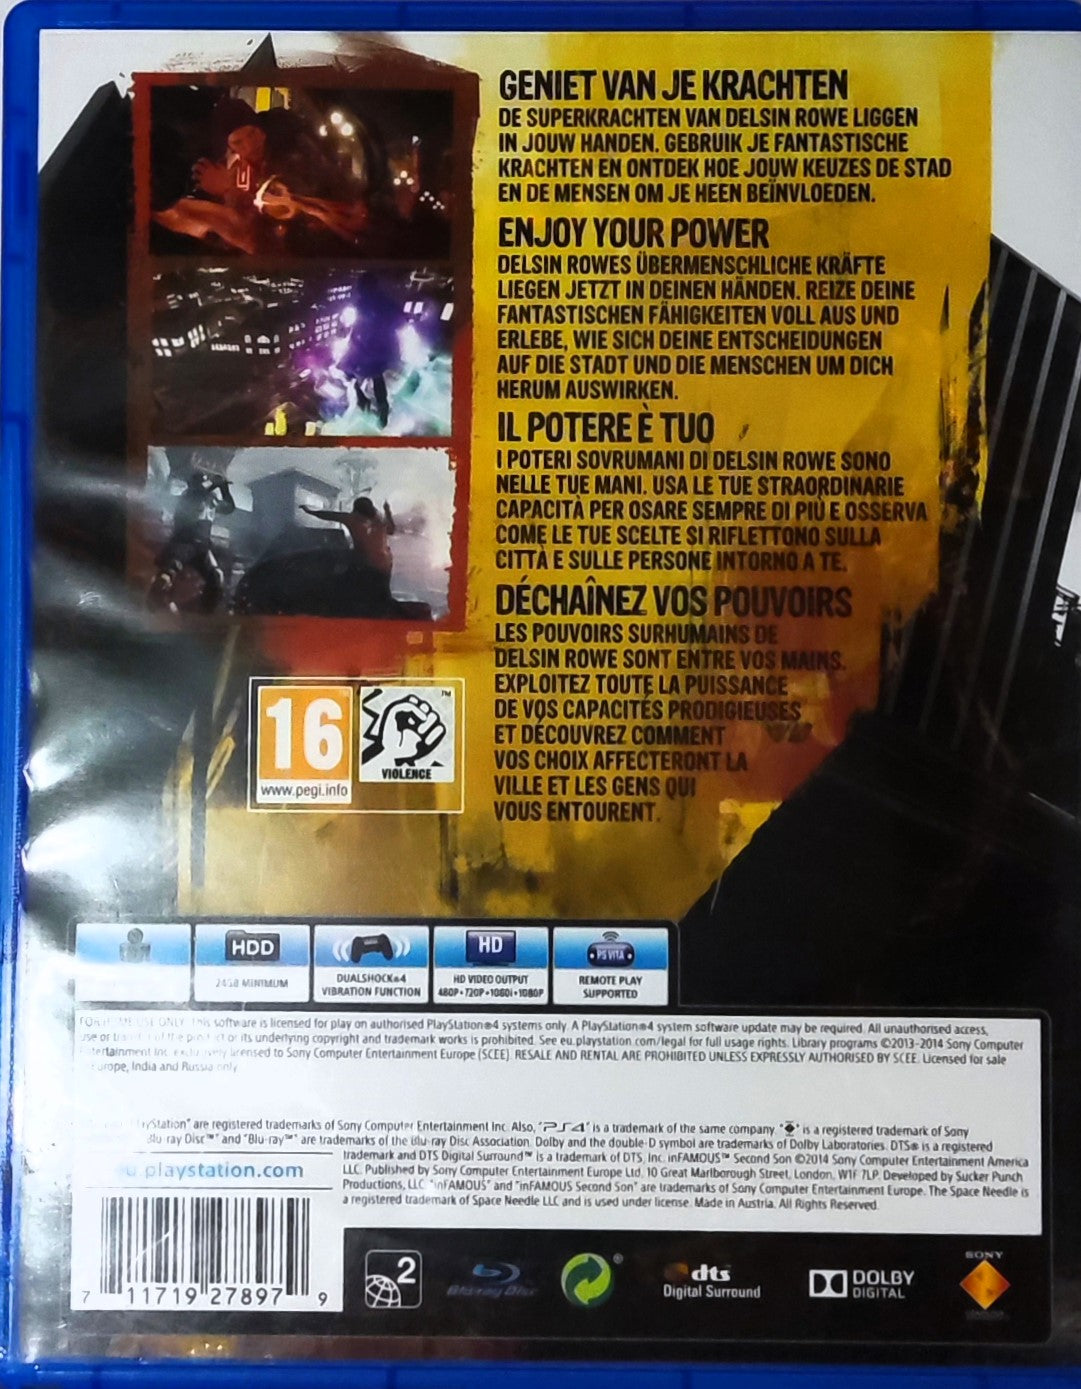 GENIET VAN JE KRACHTEN
DE SUPERKRACHTEN VAN DELSIN ROWE LIGGEN
IN JOUW HANDEN. GEBRUIK JE FANTASTISCHE
KRACHTEN EN ONTDEK HOE JOUW KEUZES DE STAD
EN DE MENSEN OM JE HEEN BEÏNVLOEDEN.
ENJOY YOUR POWER
DELSIN ROWES ÜBERMENSCHLICHE KRÄFTE
LIEGEN JETZT IN DEINEN HÄNDEN. REIZE DEINE
FANTASTISCHEN FÄHIGKEITEN VOLL AUS UND
ERLEBE, WIE SICH DEINE ENTSCHEIDUNGEN
AUF DIE STADT UND DIE MENSCHEN UM DICH
HERUM AUSWIRKEN.
IL POTERE È TUO
I POTERI SOVRUMANI DI DELSIN ROWE SONO
NELLE TUE MANI. USA LE TUE STRAORDINARIE
CAPACITÀ PER OSARE SEMPRE DI PIÙ E OSSERVA
COME LE TUE SCELTE SI RIFLETTONO SULLA
CITTÀ E SULLE PERSONE INTORNO A TE.
DÉCHAÎNEZ VOS POUVOIRS
LES POUVOIRS SURHUMAINS DE
DELSIN ROWE SONT ENTRE VOS MAINS.
EXPLOITEZ TOUTE LA PUISSANCE
DE VOS CAPACITÉS PRODIGIEUSES
ET DÉCOUVREZ COMMENT
VOS CHOIX AFFECTERONT LA
VILLE ET LES GENS QUI
VOUS ENTOURENT.
16
www.pegi.info
VIOLENCE
™
HDD
24GB MINIMUM
DUALSHOCK®4
VIBRATION FUNCTION
HD
HD VIDEO OUTPUT
480P•720P•1080i•1080P
PS VITA
REMOTE PLAY
SUPPORTED
FOR HOME USE ONLY. This software is licensed for play on authorised PlayStation®4 systems only. A PlayStation®4 system software update may be required. All unauthorised access,
use or of the product or its underlying copyright and trademark works is prohibited. See eu.playstation.com/legal for full usage rights. Library programs ©2013-2014 Sony Computer
Entertainment Inc. exclusively licensed to Sony Computer Entertainment Europe (SCEE). RESALE AND RENTAL ARE PROHIBITED UNLESS EXPRESSLY AUTHORISED BY SCEE. Licensed for sale
Europe, India and Russia only
PlayStation" are registered trademarks of Sony Computer Entertainment Inc. Also, "PS4" is a trademark of the same company. " " is a registered trademark of Sony
Blu-ray Disc™" and "Blu-ray™" are trademarks of the Blu-ray Disc Association. Dolby and the double-D symbol are trademarks of Dolby Laboratories. DTS® is a registered
trademark and DTS Digital Surround™ is a trademark of DTS, Inc. inFAMOUS™ Second Son ©2014 Sony Computer Entertainment America
LLC. Published by Sony Computer Entertainment Europe Ltd. 10 Great Marlborough Street, London, W1F 7LP. Developed by Sucker Punch
Productions, LLC. "inFAMOUS" and "inFAMOUS Second Son" are trademarks of Sony Computer Entertainment Europe. The Space Needle is
a registered trademark of Space Needle LLC and is used under license. Made in Austria. All Rights Reserved.
eu.playstation.com
7 11719 27897 9
2
Blu-ray Disc
®
dts
Digital Surround
DOLBY
DIGITAL
SONY